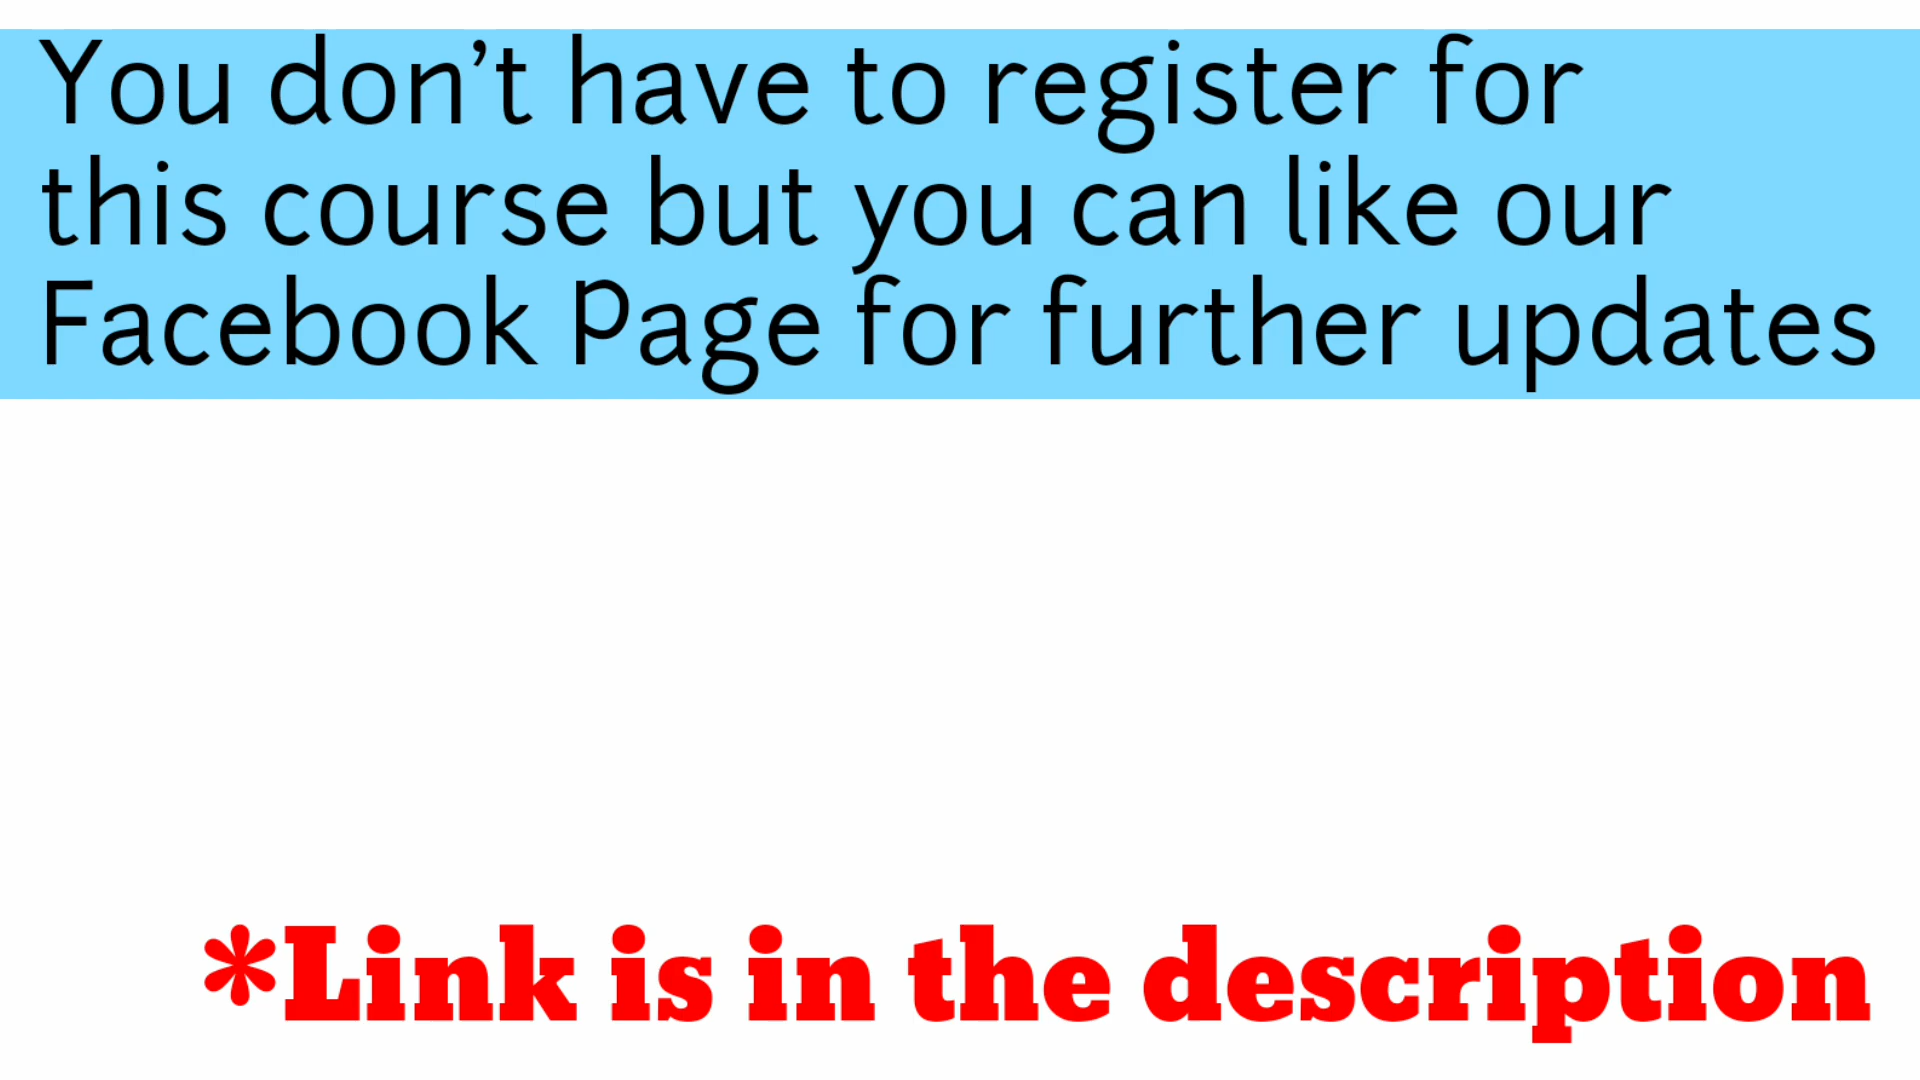 You don’t have to register for
this course but you can like our
Facebook Page for further updates
*Link is in the description